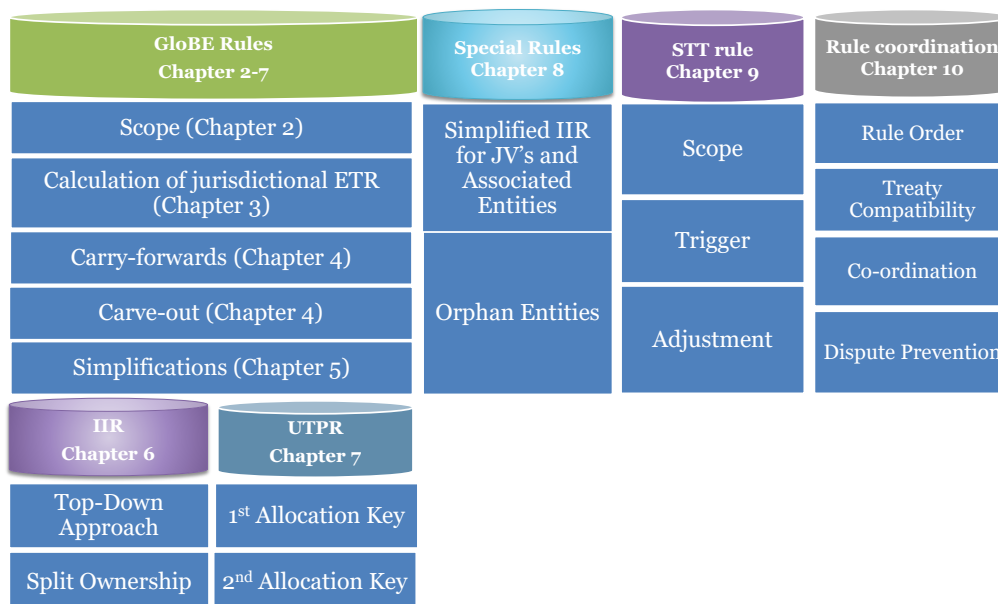 GloBE Rules
Chapter 2-7
Scope (Chapter 2)
Calculation of jurisdictional ETR
(Chapter 3)
Carry-forwards (Chapter 4)
Carve-out (Chapter 4)
Simplifications (Chapter 5)
IIR
Chapter 6
Top-Down
Approach
Split Ownership
UTPR
Chapter 7
1st Allocation Key
2nd Allocation Key
Special Rules
Chapter 8
Simplified IIR
for JV's and
Associated
Entities
Orphan Entities
STT rule
Chapter 9
Scope
Trigger
Adjustment
Rule coordination
Chapter 10
Rule Order
Treaty
Compatibility
Co-ordination
Dispute Prevention